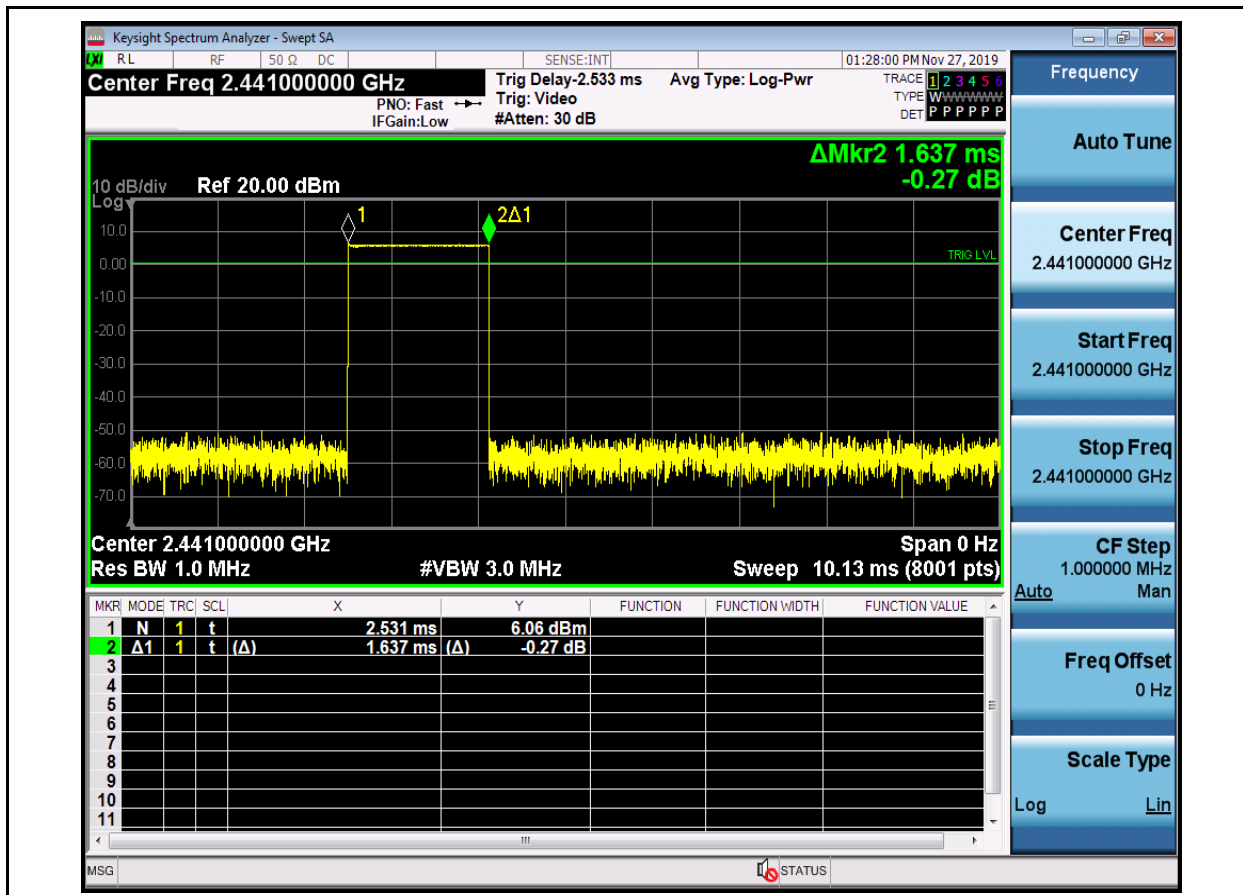 Keysight Spectrum Analyzer - Swept SA
LXI RL RF 50 Ω DC SENSE:INT 01:28:00 PM Nov 27, 2019
Center Freq 2.441000000 GHz
PNO: Fast
IFGain:Low
Trig Delay-2.533 ms
Trig: Video
#Atten: 30 dB
Avg Type: Log-Pwr
TRACE 1 2 3 4 5 6
TYPE WWWWWW
DET P P P P P P
ΔMkr2 1.637 ms
-0.27 dB
10 dB/div Ref 20.00 dBm
Log
1
2Δ1
TRIG LVL
10.0
0.00
-10.0
-20.0
-30.0
-40.0
-50.0
-60.0
-70.0
Center 2.441000000 GHz Span 0 Hz
Res BW 1.0 MHz #VBW 3.0 MHz Sweep 10.13 ms (8001 pts)
MKR MODE TRC SCL X Y FUNCTION FUNCTION WIDTH FUNCTION VALUE
1 N 1 t 2.531 ms 6.06 dBm
2 Δ1 1 t (Δ) 1.637 ms (Δ) -0.27 dB
3
4
5
6
7
8
9
10
11
MSG STATUS
Frequency
Auto Tune
Center Freq
2.441000000 GHz
Start Freq
2.441000000 GHz
Stop Freq
2.441000000 GHz
CF Step
1.000000 MHz
Auto Man
Freq Offset
0 Hz
Scale Type
Log Lin